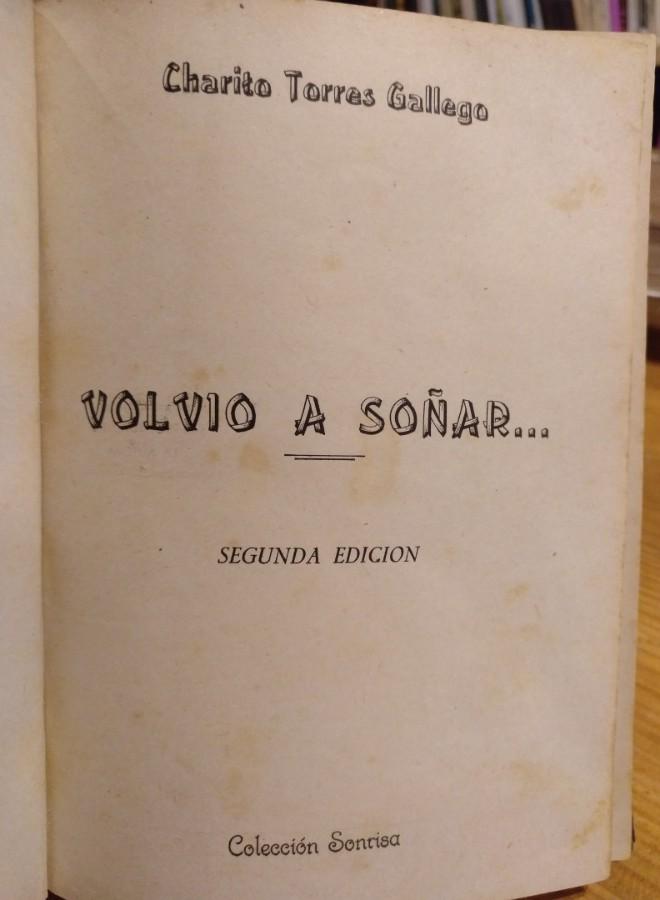 Charito Torres Gallego
VOLVIO A SOÑAR...
SEGUNDA EDICION
Colección Sonrisa